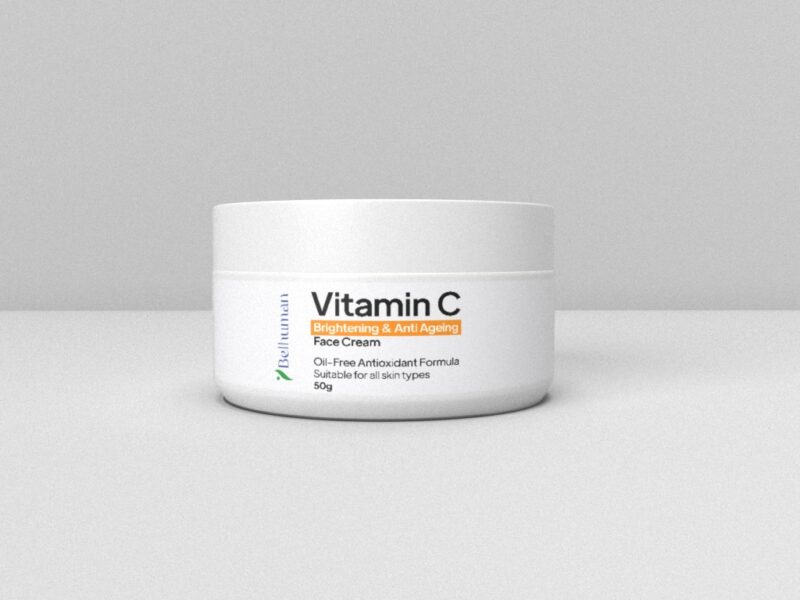 Belhuman
Vitamin C
Brightening & Anti Ageing
Face Cream
Oil-Free Antioxidant Formula
Suitable for all skin types
50g